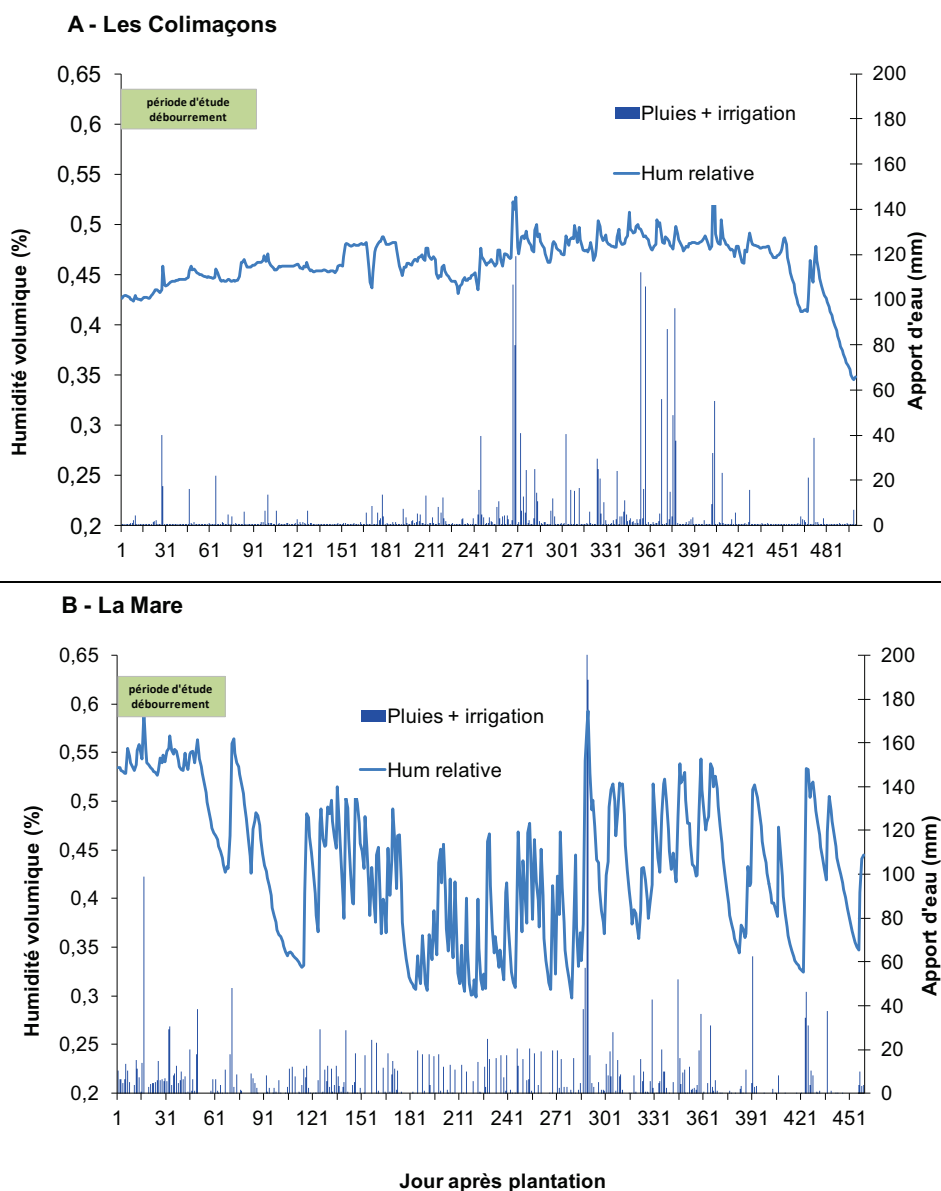 A - Les Colimaçons
Humidité volumique (%)
0,65
0,6
0,55
0,5
0,45
0,4
0,35
0,3
0,25
0,2
période d'étude
débourrement
Pluies + irrigation
Hum relative
200
180
160
140
120
100
80
60
40
20
0
Apport d'eau (mm)
1 31 61 91 121 151 181 211 241 271 301 331 361 391 421 451 481
B - La Mare
Humidité volumique (%)
0,65
0,6
0,55
0,5
0,45
0,4
0,35
0,3
0,25
0,2
période d'étude
débourrement
Pluies + irrigation
Hum relative
200
180
160
140
120
100
80
60
40
20
0
Apport d'eau (mm)
1 31 61 91 121 151 181 211 241 271 301 331 361 391 421 451
Jour après plantation